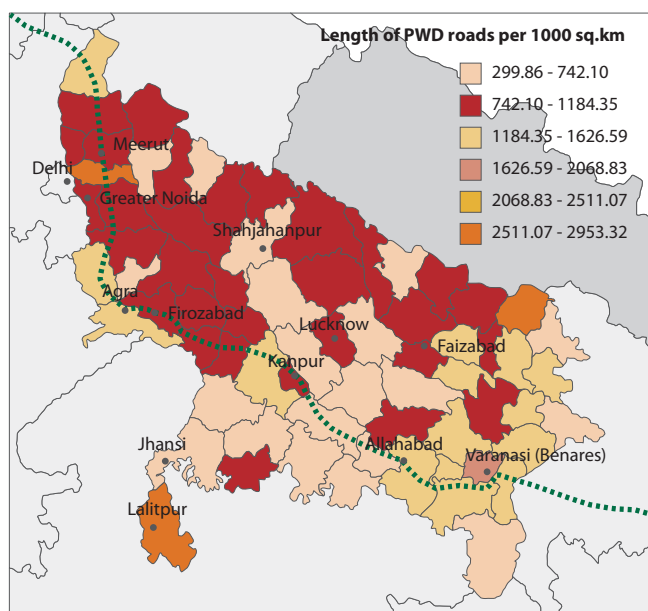 Length of PWD roads per 1000 sq.km
299.86 - 742.10
742.10 - 1184.35
1184.35 - 1626.59
1626.59 - 2068.83
2068.83 - 2511.07
2511.07 - 2953.32
Meerut
Delhi
Greater Noida
Shahjahanpur
Agra
Firozabad
Lucknow
Faizabad
Kanpur
Jhansi
Allahabad
Varanasi (Benares)
Lalitpur